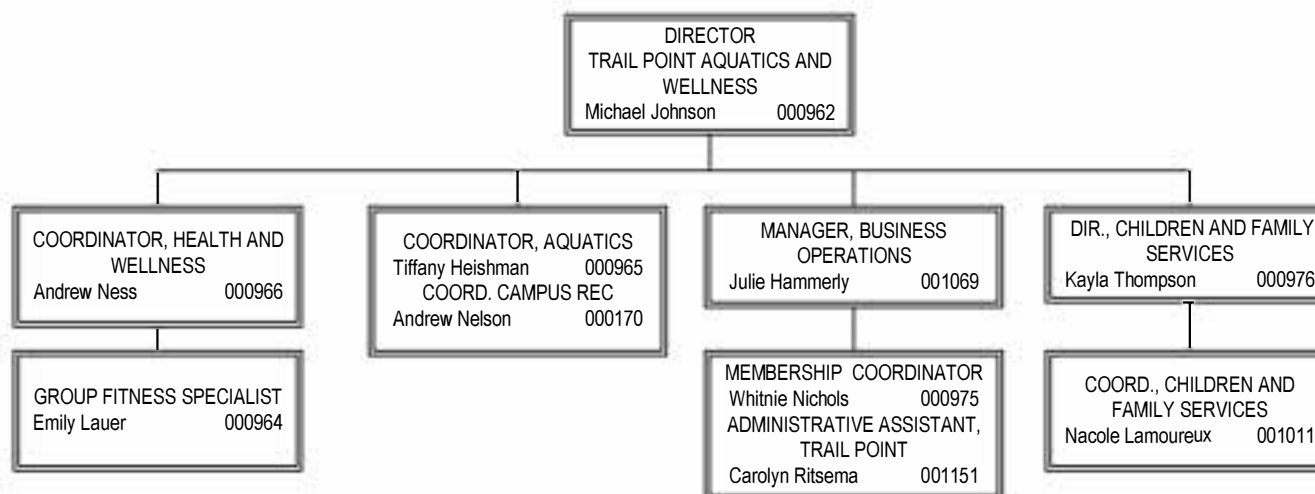 DIRECTOR
TRAIL POINT AQUATICS AND
WELLNESS
Michael Johnson 000962
COORDINATOR, HEALTH AND
WELLNESS
Andrew Ness 000966
COORDINATOR, AQUATICS
Tiffany Heishman 000965
COORD. CAMPUS REC
Andrew Nelson 000170
MANAGER, BUSINESS
OPERATIONS
Julie Hammerly 001069
DIR., CHILDREN AND FAMILY
SERVICES
Kayla Thompson 000976
GROUP FITNESS SPECIALIST
Emily Lauer 000964
MEMBERSHIP COORDINATOR
Whitnie Nichols 000975
ADMINISTRATIVE ASSISTANT,
TRAIL POINT
Carolyn Ritsema 001151
COORD., CHILDREN AND
FAMILY SERVICES
Nacole Lamoureux 001011